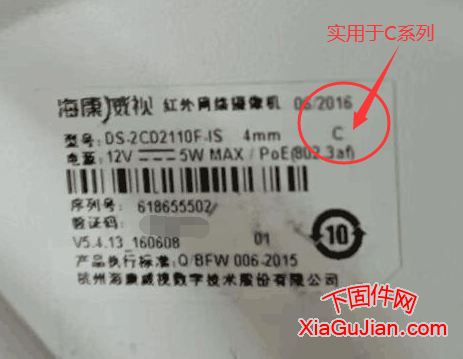 实用于C系列
海康威视 红外网络摄像机 06/2016
型号: DS-2CD2110F-IS 4mm C
电源: 12V 5W MAX / PoE(802.3af)
序列号: 618655502
验证码:
V5.4.13_160608 01
10
产品执行标准: Q/BFW 006-2015
杭州海康威视数字技术股份有限公司
下固件网
XiaGuJian.com